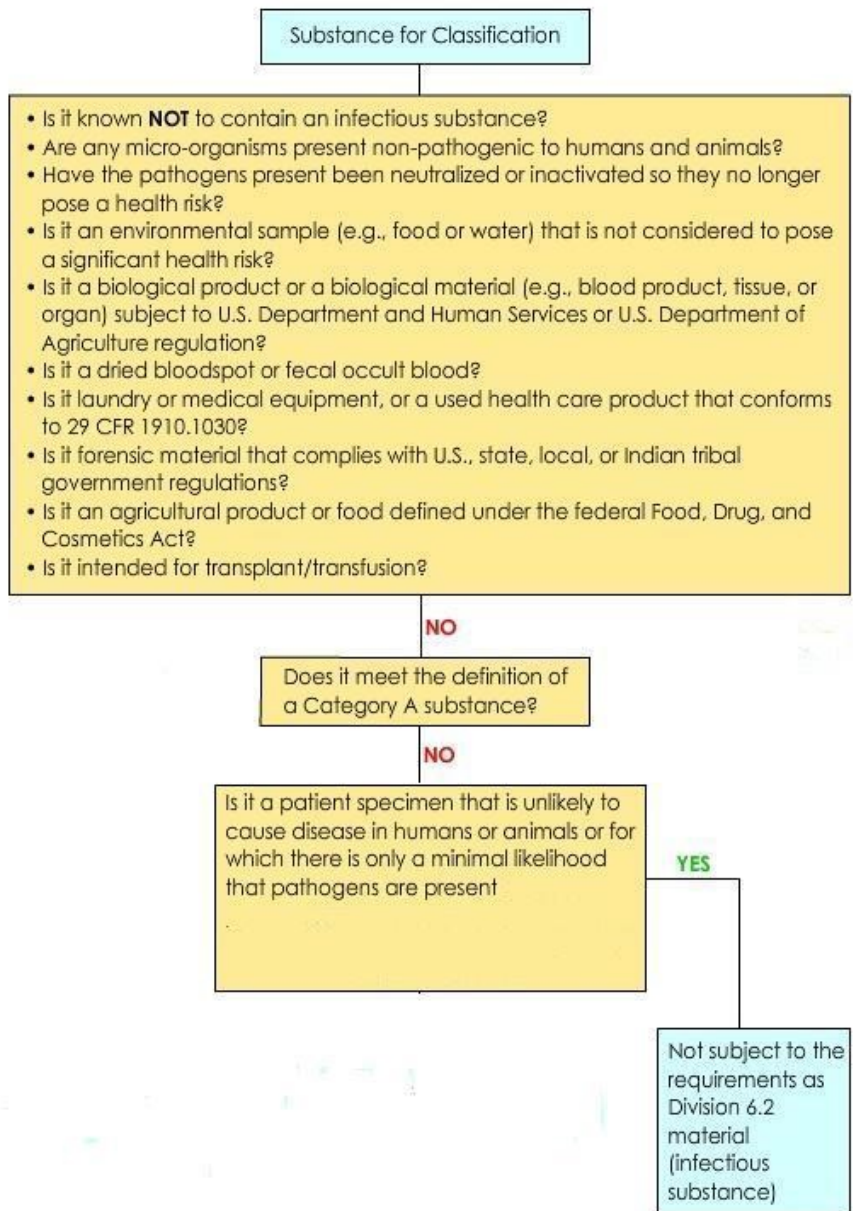 Substance for Classification
• Is it known NOT to contain an infectious substance?
• Are any micro-organisms present non-pathogenic to humans and animals?
• Have the pathogens present been neutralized or inactivated so they no longer
pose a health risk?
• Is it an environmental sample (e.g., food or water) that is not considered to pose
a significant health risk?
• Is it a biological product or a biological material (e.g., blood product, tissue, or
organ) subject to U.S. Department and Human Services or U.S. Department of
Agriculture regulation?
• Is it a dried bloodspot or fecal occult blood?
• Is it laundry or medical equipment, or a used health care product that conforms
to 29 CFR 1910.1030?
• Is it forensic material that complies with U.S., state, local, or Indian tribal
government regulations?
• Is it an agricultural product or food defined under the federal Food, Drug, and
Cosmetics Act?
• Is it intended for transplant/transfusion?
NO
Does it meet the definition of
a Category A substance?
NO
Is it a patient specimen that is unlikely to
cause disease in humans or animals or for
which there is only a minimal likelihood
that pathogens are present
YES
Not subject to the
requirements as
Division 6.2
material
(infectious
substance)